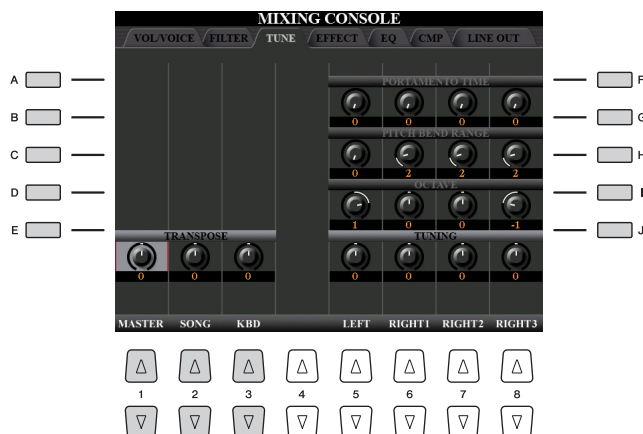 MIXING CONSOLE
VOL/VOICE FILTER TUNE EFFECT EQ CMP LINE OUT
A F
PORTAMENTO TIME
B G
0 0 0 0
PITCH BEND RANGE
C H
0 2 2 2
OCTAVE
D I
1 0 0 -1
E J
TRANSPOSE TUNING
0 0 0 0 0 0 0
MASTER SONG KBD LEFT RIGHT1 RIGHT2 RIGHT3
1 2 3 4 5 6 7 8